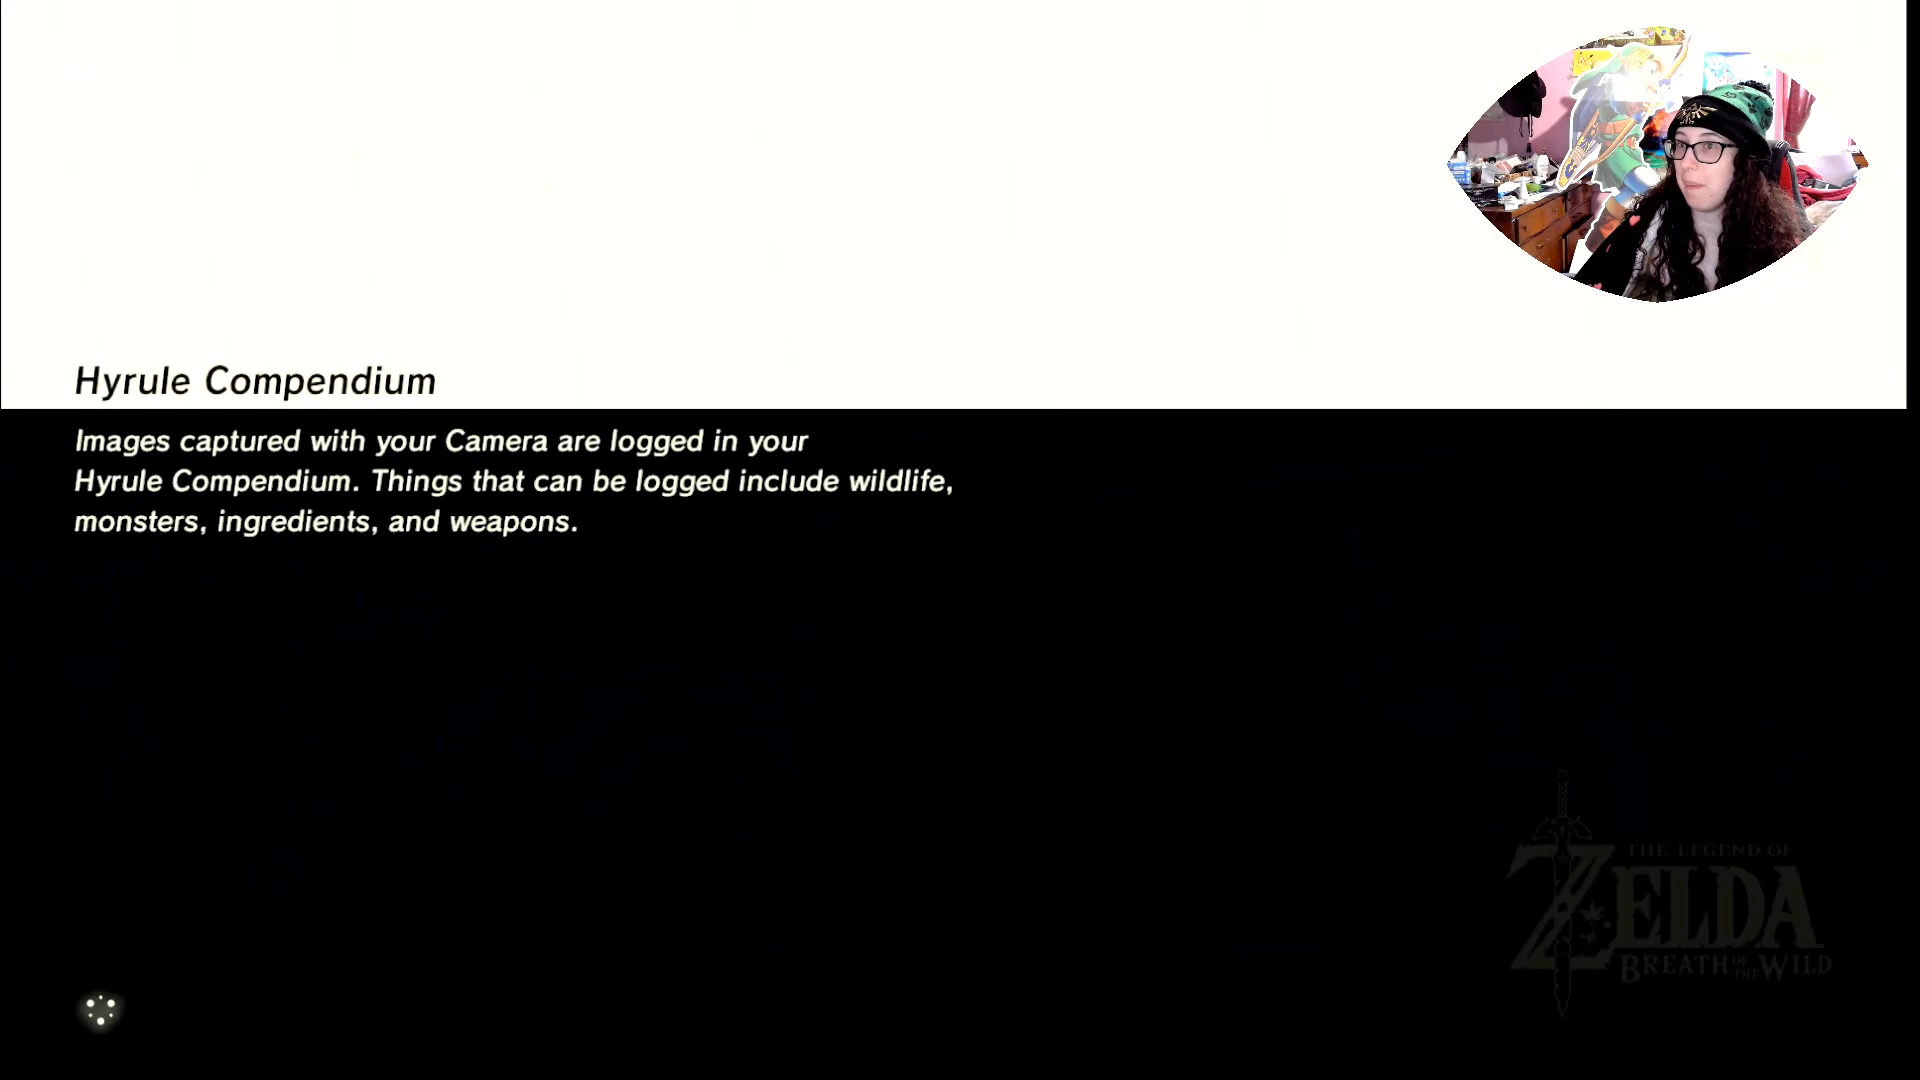 Hyrule Compendium
Images captured with your Camera are logged in your
Hyrule Compendium. Things that can be logged include wildlife,
monsters, ingredients, and weapons.
THE LEGEND OF
ZELDA
BREATH OF THE WILD